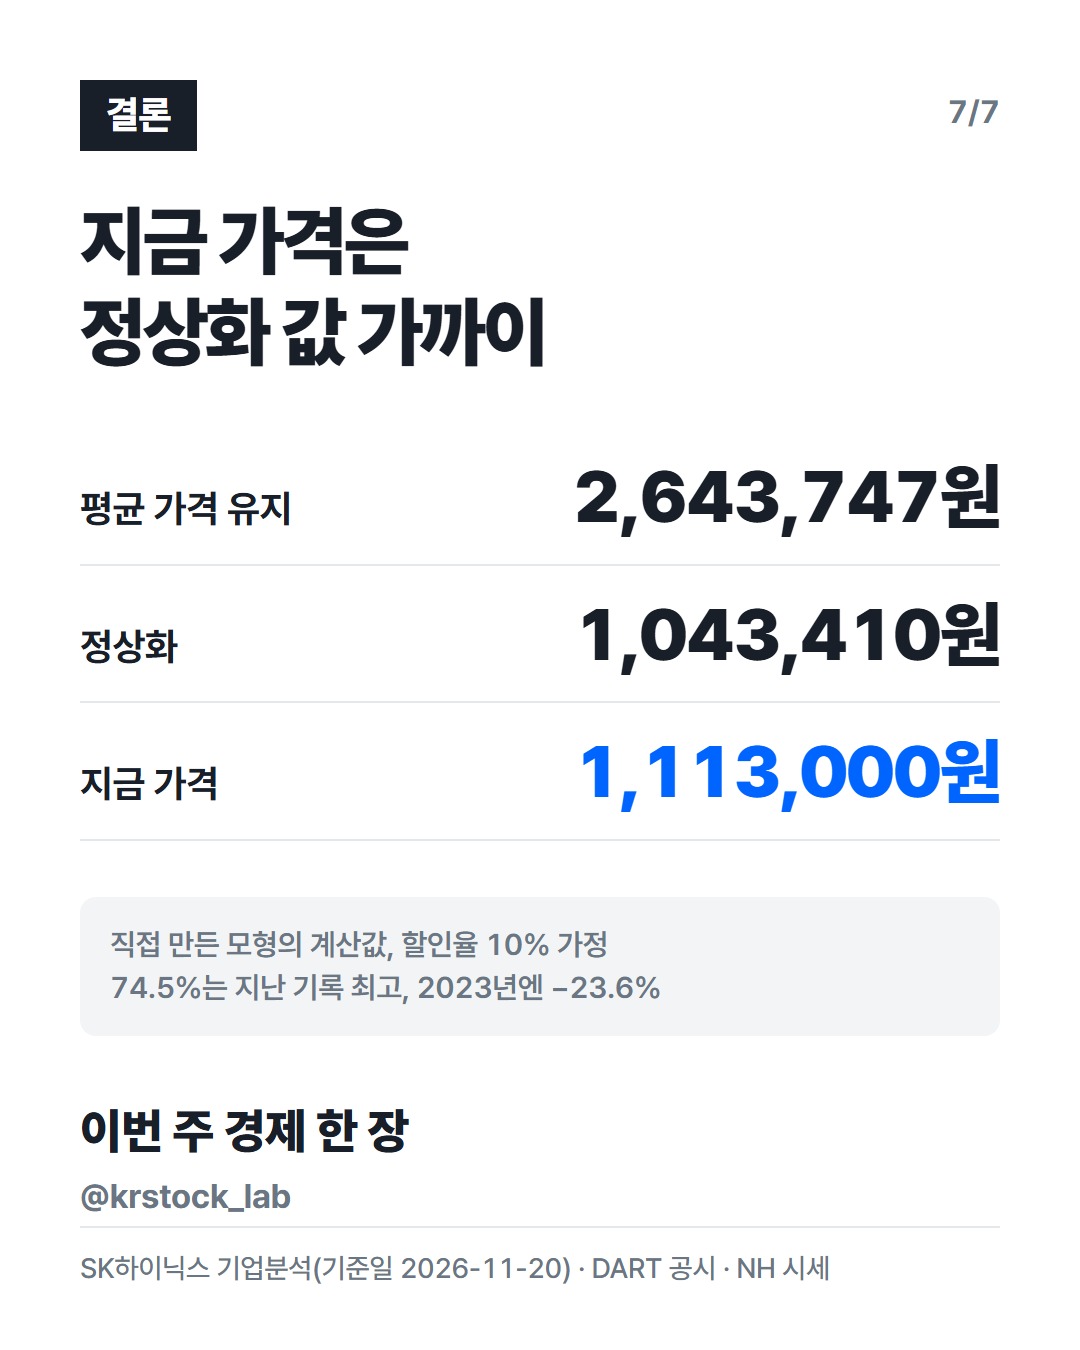 결론
7/7
지금 가격은
정상화 값 가까이
평균 가격 유지 2,643,747원
정상화 1,043,410원
지금 가격 1,113,000원
직접 만든 모형의 계산값, 할인율 10% 가정
74.5%는 지난 기록 최고, 2023년엔 −23.6%
이번 주 경제 한 장
@krstock_lab
SK하이닉스 기업분석(기준일 2026-11-20) · DART 공시 · NH 시세